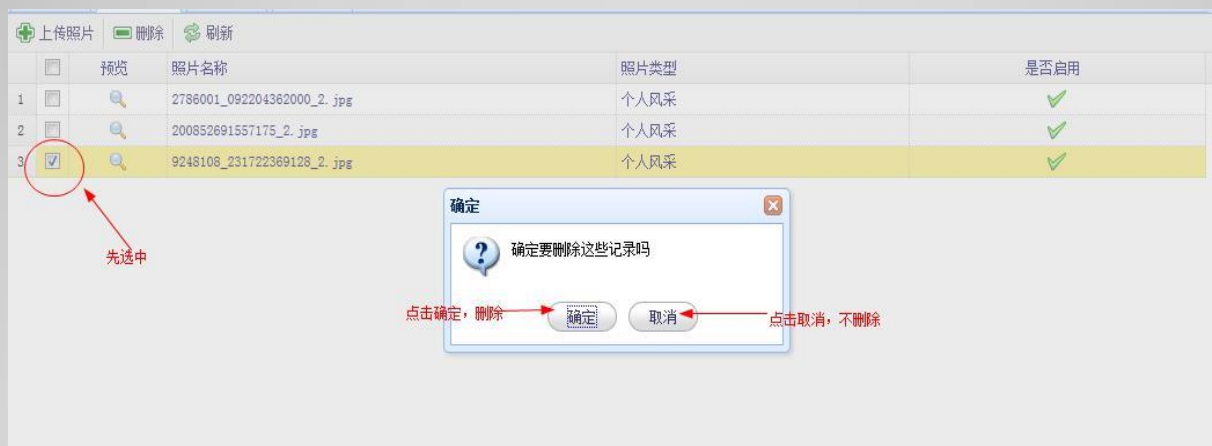 上传照片 删除 刷新
预览 照片名称 照片类型 是否启用
1 2786001_092204362000_2.jpg 个人风采
2 200852691557175_2.jpg 个人风采
3 9248108_231722369128_2.jpg 个人风采
确定
先选中
确定要删除这些记录吗
点击确定，删除 确定 取消 点击取消，不删除